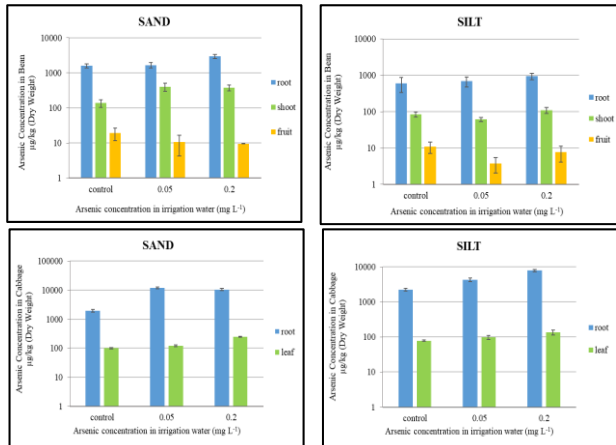 SAND
Arsenic Concentration in Bean
µg/kg (Dry Weight)
10000
1000
100
10
1
control
0.05
0.2
Arsenic concentration in irrigation water (mg L-1)
root
shoot
fruit
SILT
Arsenic Concentration in Bean
µg/kg (Dry Weight)
10000
1000
100
10
1
control
0.05
0.2
Arsenic concentration in irrigation water (mg L-1)
root
shoot
fruit
SAND
Arsenic Concentration in Cabbage
µg/kg (Dry Weight)
100000
10000
1000
100
10
1
control
0.05
0.2
Arsenic concentration in irrigation water (mg L-1)
root
leaf
SILT
Arsenic Concentration in Cabbage
µg/kg (Dry Weight)
10000
1000
100
10
1
control
0.05
0.2
Arsenic concentration in irrigation water (mg L-1)
root
leaf